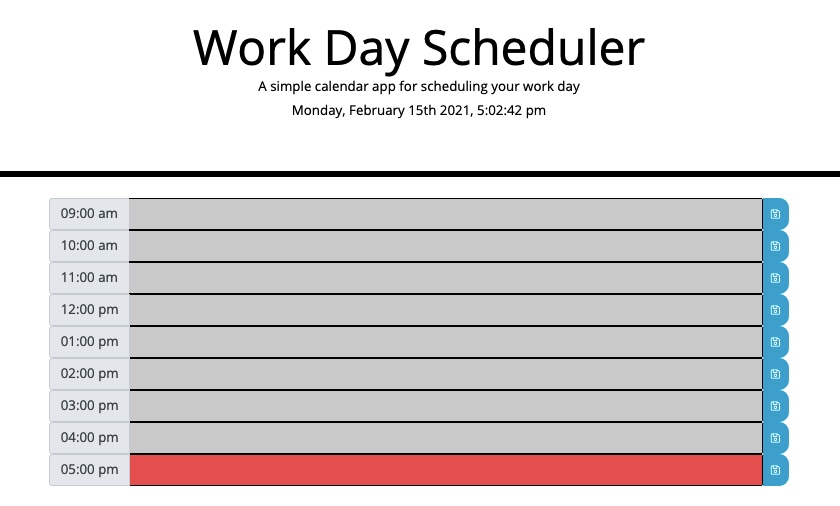 Work Day Scheduler
A simple calendar app for scheduling your work day
Monday, February 15th 2021, 5:02:42 pm
09:00 am
10:00 am
11:00 am
12:00 pm
01:00 pm
02:00 pm
03:00 pm
04:00 pm
05:00 pm